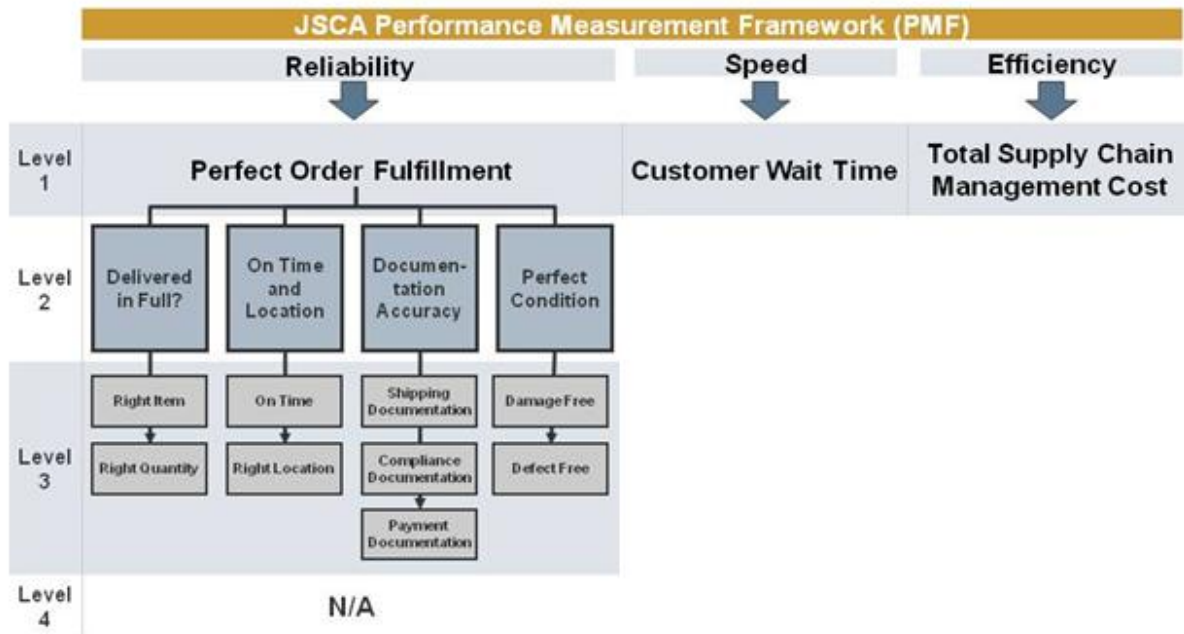 JSCA Performance Measurement Framework (PMF)
Reliability
Speed
Efficiency
Level
1
Perfect Order Fulfillment
Customer Wait Time
Total Supply Chain
Management Cost
Level
2
Delivered
in Full?
On Time
and
Location
Documen-
tation
Accuracy
Perfect
Condition
Level
3
Right Item
On Time
Shipping
Documentation
Damage Free
Right Quantity
Right Location
Compliance
Documentation
Defect Free
Payment
Documentation
Level
4
N/A